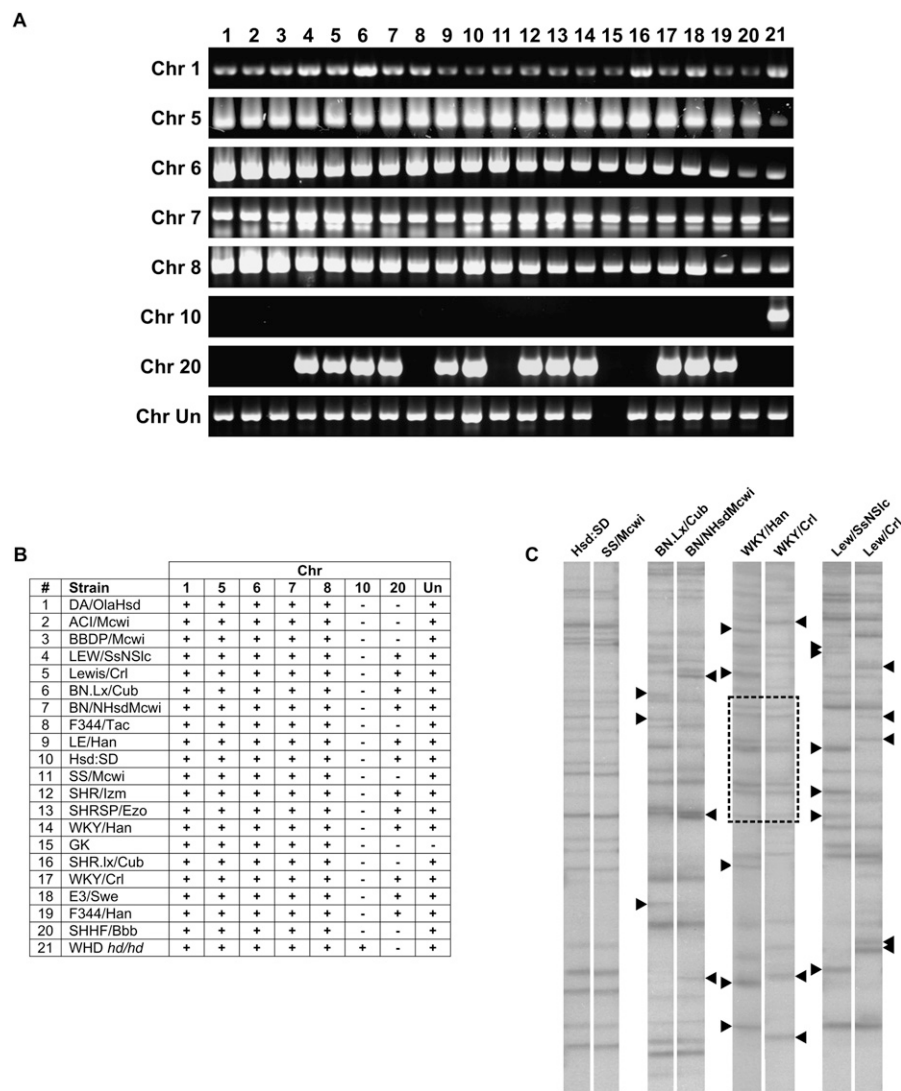 A
1 2 3 4 5 6 7 8 9 10 11 12 13 14 15 16 17 18 19 20 21
Chr 1
Chr 5
Chr 6
Chr 7
Chr 8
Chr 10
Chr 20
Chr Un
B
Chr
# Strain 1 5 6 7 8 10 20 Un
1 DA/OlaHsd + + + + + - - +
2 ACI/Mcwi + + + + + - - +
3 BBDP/Mcwi + + + + + - - +
4 LEW/SsNSlc + + + + + - + +
5 Lewis/Crl + + + + + - + +
6 BN.Lx/Cub + + + + + - + +
7 BN/NHsdMcwi + + + + + - + +
8 F344/Tac + + + + + - - +
9 LE/Han + + + + + - + +
10 Hsd:SD + + + + + - + +
11 SS/Mcwi + + + + + - - +
12 SHR/Izm + + + + + - + +
13 SHRSP/Ezo + + + + + - + +
14 WKY/Han + + + + + - + +
15 GK + + + + + - - -
16 SHR.lx/Cub + + + + + - - +
17 WKY/Crl + + + + + - + +
18 E3/Swe + + + + + - + +
19 F344/Han + + + + + - + +
20 SHHF/Bbb + + + + + - - +
21 WHD hd/hd + + + + + + - +
C
Hsd:SD
SS/Mcwi
BN.Lx/Cub
BN/NHsdMcwi
WKY/Han
WKY/Crl
Lew/SsNSlc
Lew/Crl